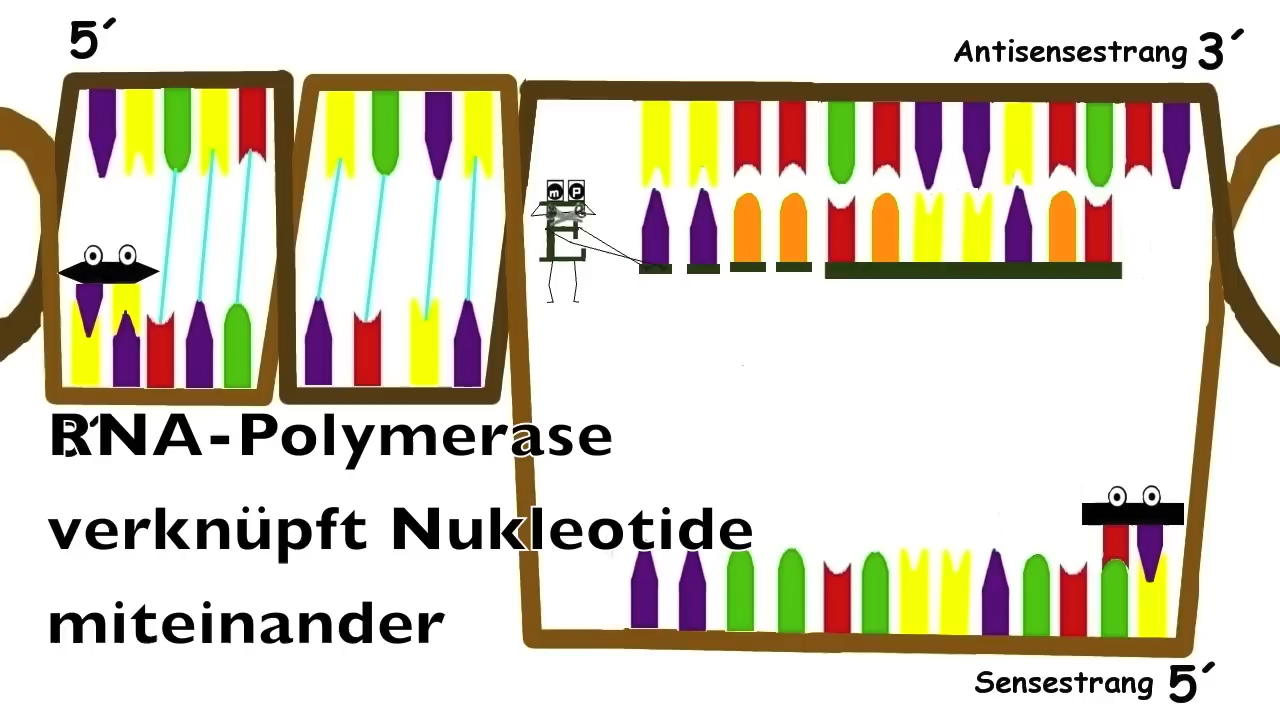 5´
Antisensestrang 3´
m P
E
RNA-Polymerase
verknüpft Nukleotide
miteinander
Sensestrang 5´